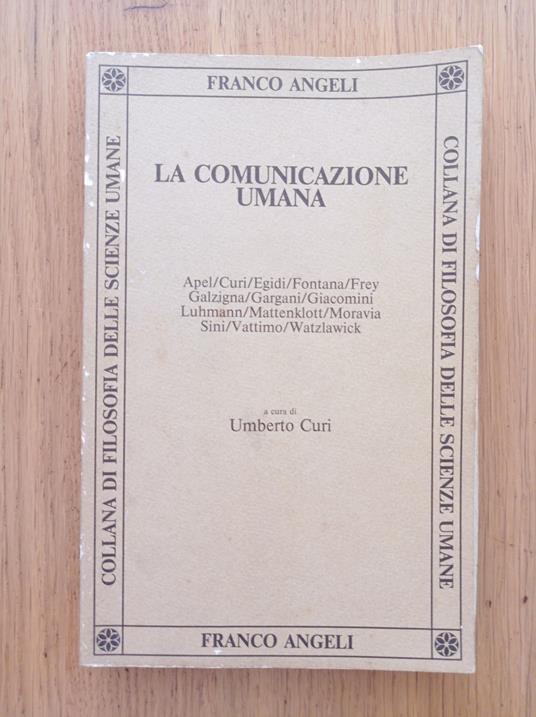 FRANCO ANGELI
COLLANA DI FILOSOFIA DELLE SCIENZE UMANE
LA COMUNICAZIONE
UMANA
Apel/Curi/Egidi/Fontana/Frey
Galzigna/Gargani/Giacomini
Luhmann/Mattenklott/Moravia
Sini/Vattimo/Watzlawick
a cura di
Umberto Curi
COLLANA DI FILOSOFIA DELLE SCIENZE UMANE
FRANCO ANGELI